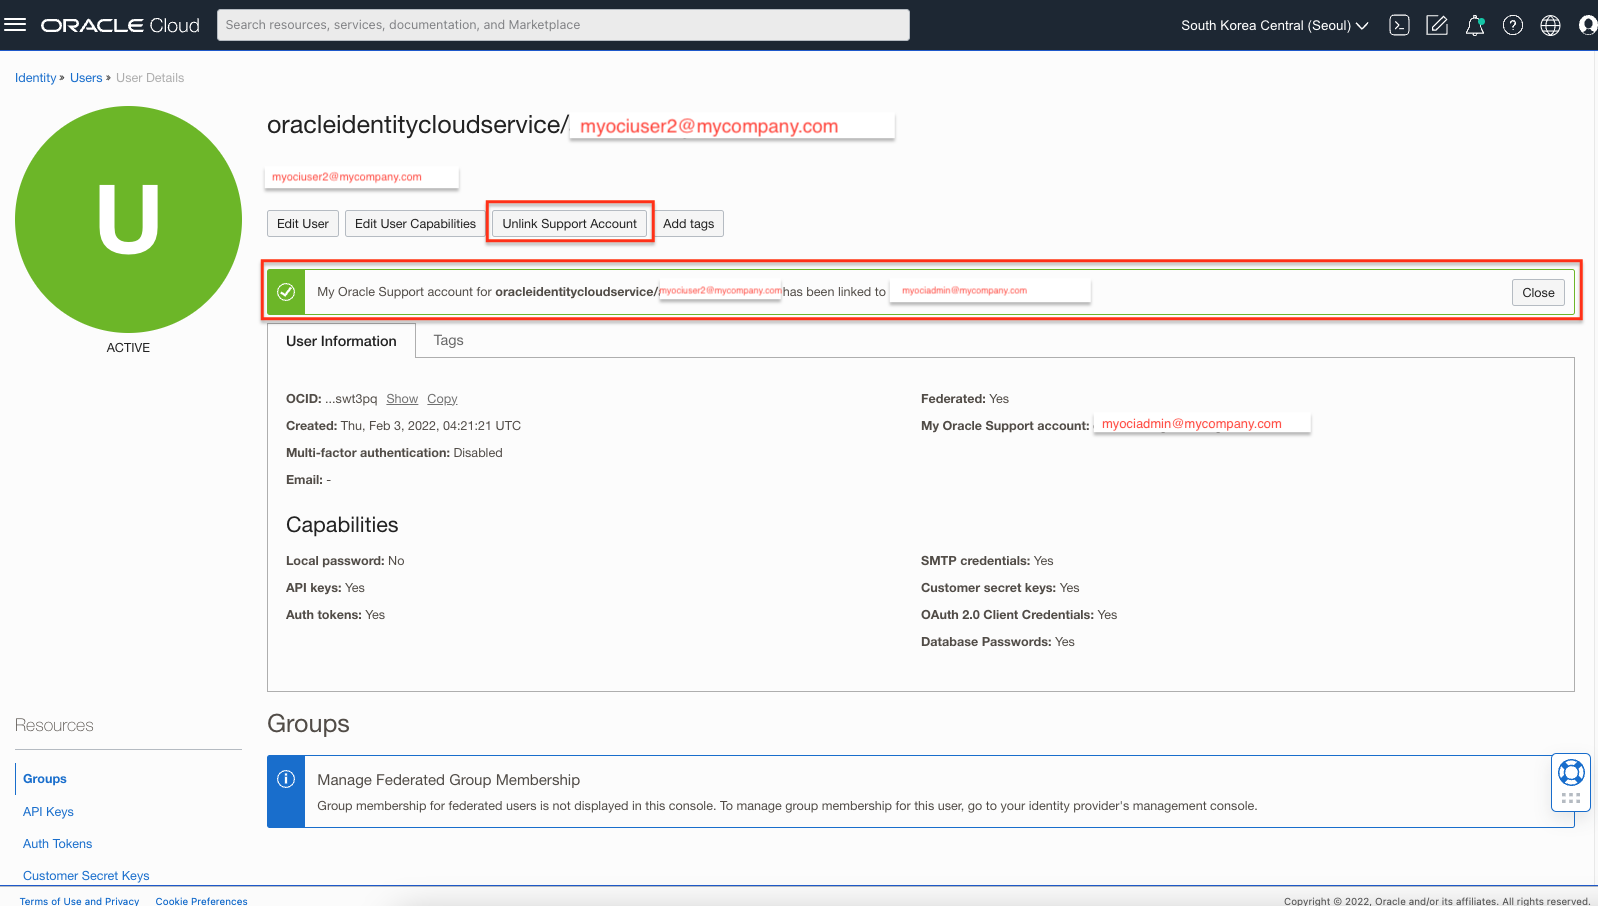 ORACLE Cloud
Search resources, services, documentation, and Marketplace
South Korea Central (Seoul)
Identity » Users » User Details
U
ACTIVE
oracleidentitycloudservice/ myociuser2@mycompany.com
myociuser2@mycompany.com
Edit User
Edit User Capabilities
Unlink Support Account
Add tags
My Oracle Support account for oracleidentitycloudservice/myociuser2@mycompany.com has been linked to myociadmin@mycompany.com
Close
User Information
Tags
OCID: ...swt3pq Show Copy
Created: Thu, Feb 3, 2022, 04:21:21 UTC
Multi-factor authentication: Disabled
Email: -
Federated: Yes
My Oracle Support account: myociadmin@mycompany.com
Capabilities
Local password: No
API keys: Yes
Auth tokens: Yes
SMTP credentials: Yes
Customer secret keys: Yes
OAuth 2.0 Client Credentials: Yes
Database Passwords: Yes
Resources
Groups
API Keys
Auth Tokens
Customer Secret Keys
Groups
Manage Federated Group Membership
Group membership for federated users is not displayed in this console. To manage group membership for this user, go to your identity provider's management console.
Terms of Use and Privacy
Cookie Preferences
Copyright © 2022, Oracle and/or its affiliates. All rights reserved.